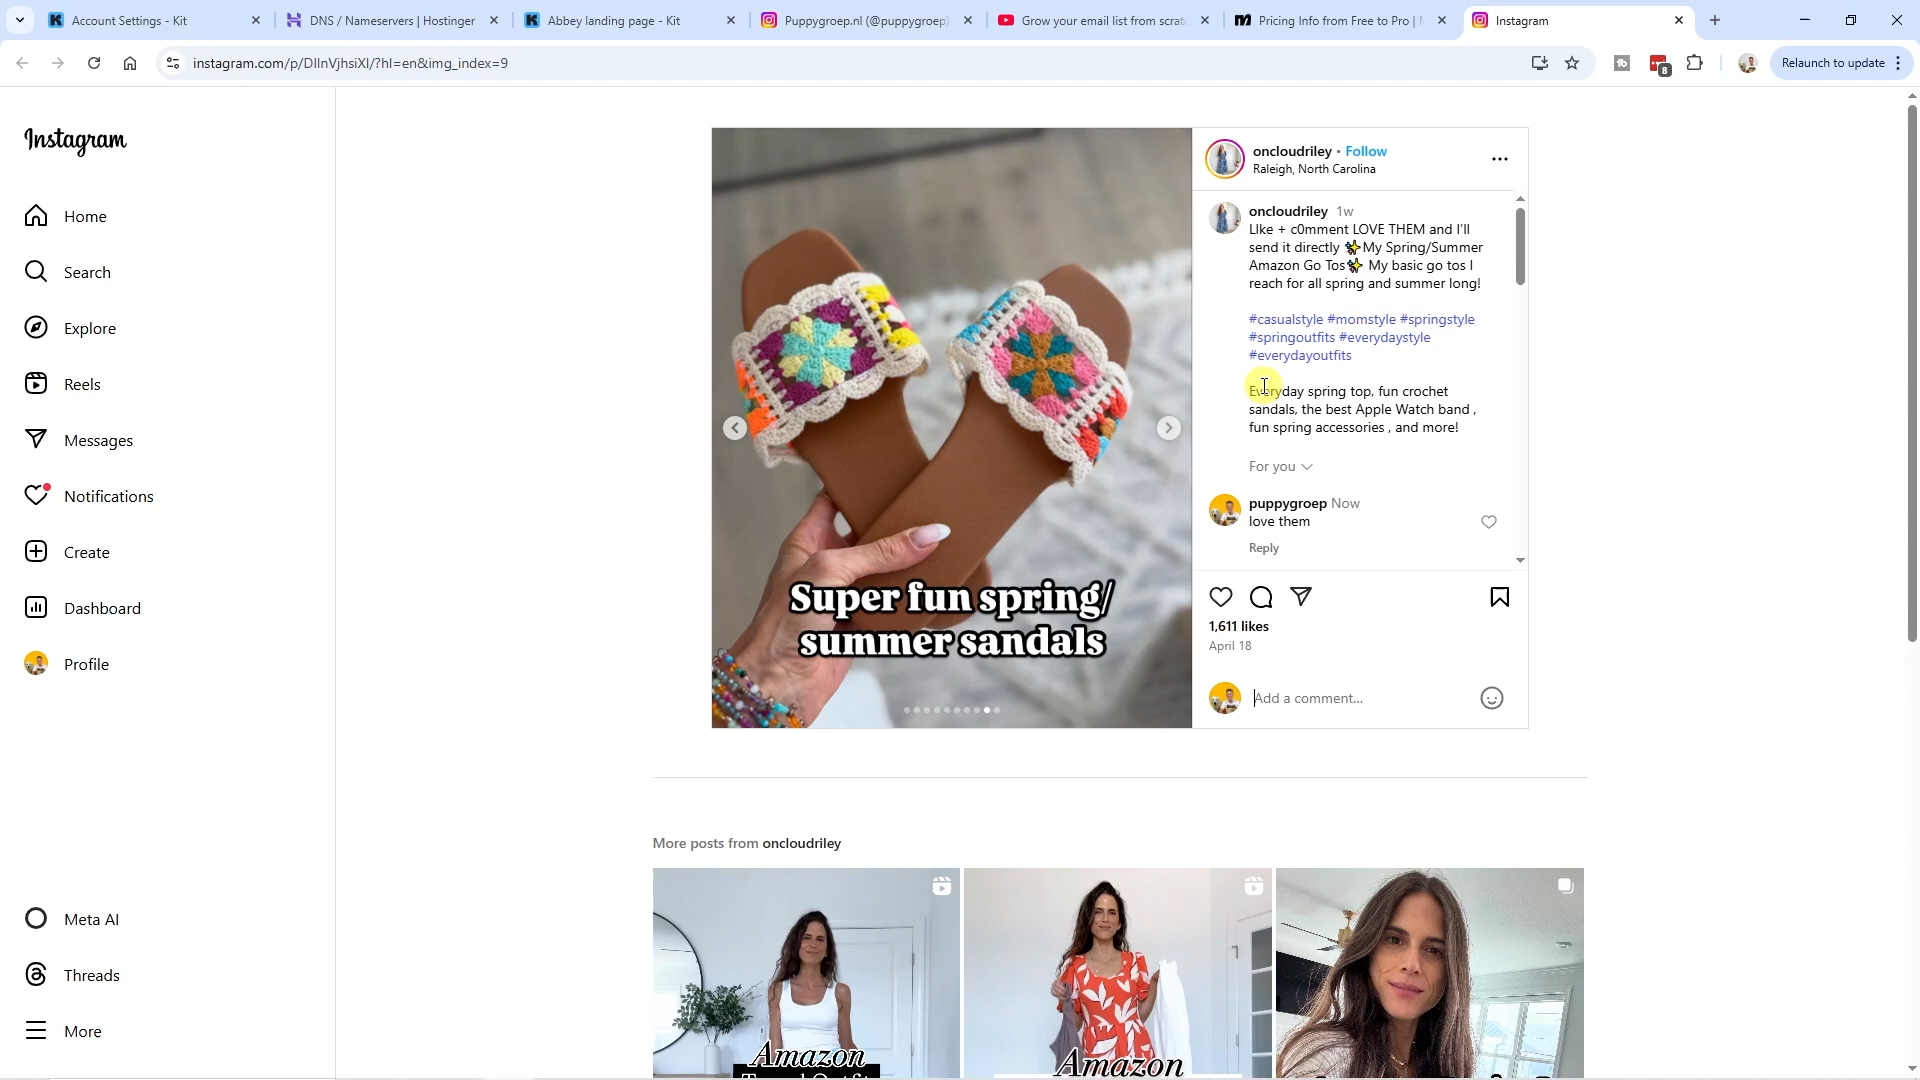 Account Settings - Kit
DNS / Nameservers | Hostinger
Abbey landing page - Kit
Puppygroep.nl (@puppygroep)
Grow your email list from scratc
Pricing Info from Free to Pro |
Instagram
instagram.com/p/DIlnVjhsiXl/?hl=en&img_index=9
8
Relaunch to update
Instagram
Home
Search
Explore
Reels
Messages
Notifications
Create
Dashboard
Profile
Meta AI
Threads
More
Super fun spring/
summer sandals
oncloudriley • Follow
Raleigh, North Carolina
oncloudriley 1w
LIke + c0mment LOVE THEM and I'll
send it directly ✨My Spring/Summer
Amazon Go Tos✨ My basic go tos I
reach for all spring and summer long!
#casualstyle #momstyle #springstyle
#springoutfits #everydaystyle
#everydayoutfits
Everyday spring top, fun crochet
sandals, the best Apple Watch band ,
fun spring accessories , and more!
For you
puppygroep Now
love them
Reply
1,611 likes
April 18
Add a comment...
More posts from oncloudriley
Amazon
Amazon